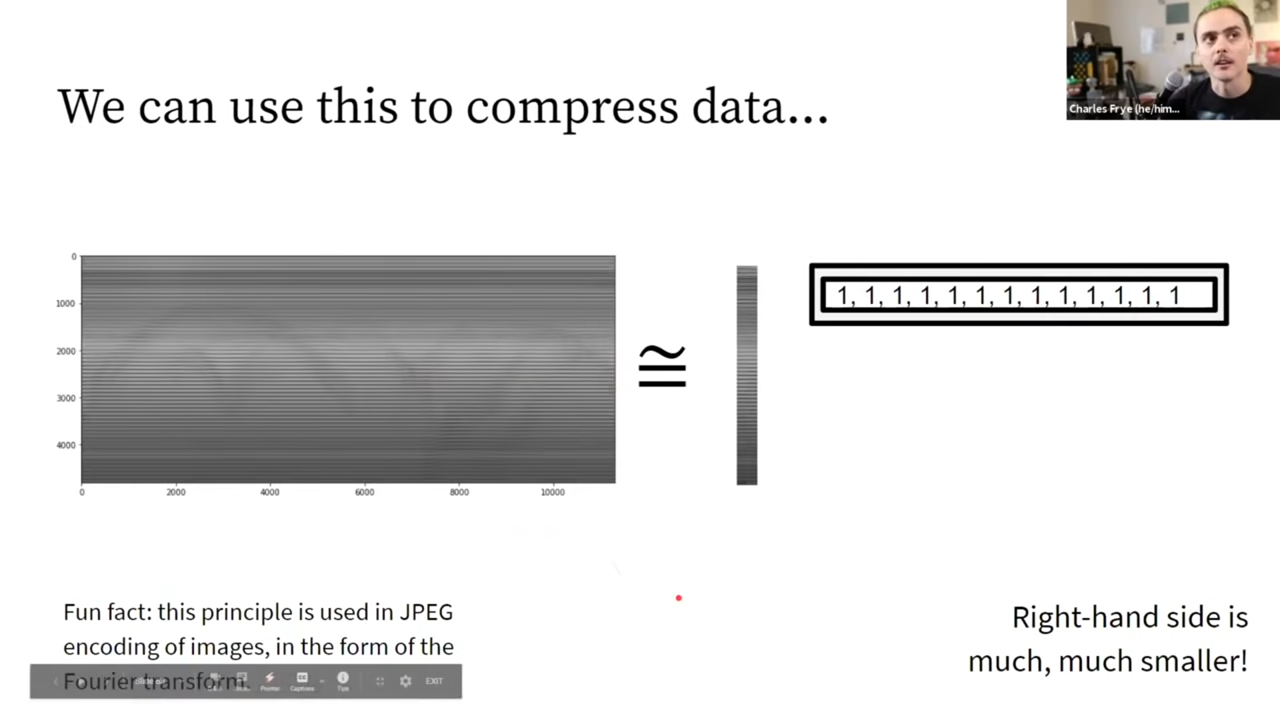 We can use this to compress data...
Charles Frye (he/him...
0
1000
2000
3000
4000
0
2000
4000
6000
8000
10000
≅
1, 1, 1, 1, 1, 1, 1, 1, 1, 1, 1, 1, 1
Fun fact: this principle is used in JPEG
encoding of images, in the form of the
Fourier transform.
Pointer
Captions
Tips
EXIT
Right-hand side is
much, much smaller!